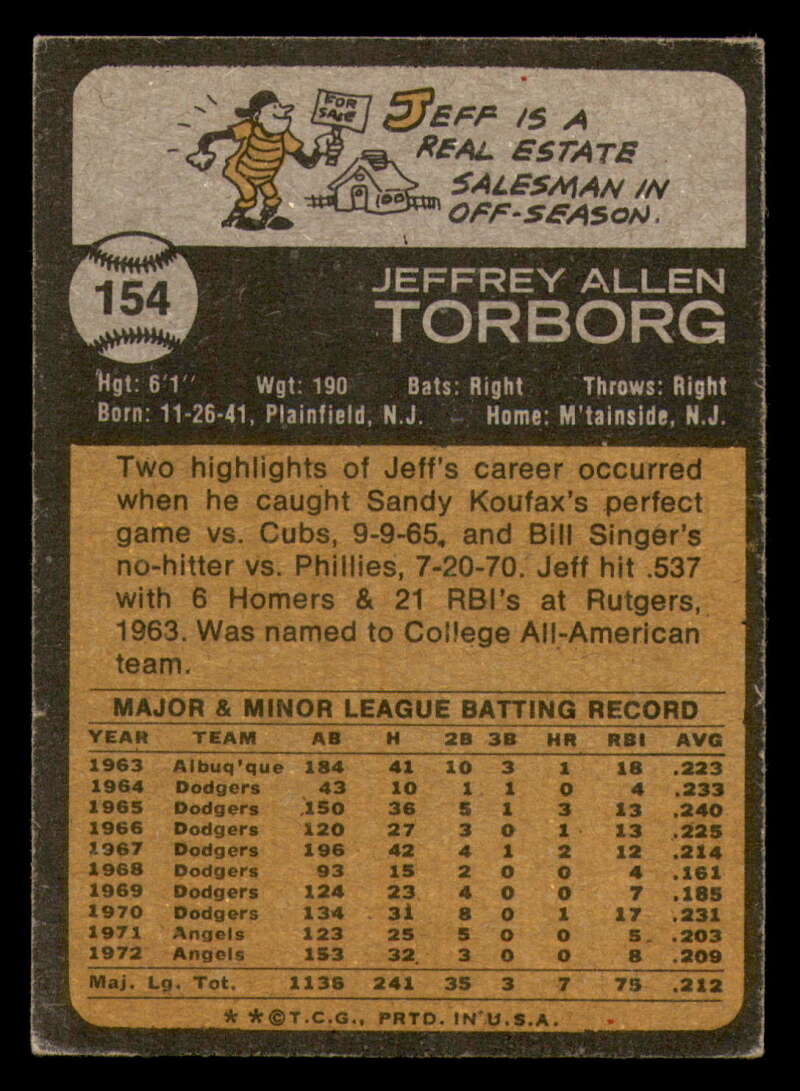 FOR
SALE
JEFF IS A
REAL ESTATE
SALESMAN IN
OFF-SEASON.
154
JEFFREY ALLEN
TORBORG
Hgt: 6'1" Wgt: 190 Bats: Right Throws: Right
Born: 11-26-41, Plainfield, N.J. Home: M'tainside, N.J.
Two highlights of Jeff's career occurred
when he caught Sandy Koufax's perfect
game vs. Cubs, 9-9-65, and Bill Singer's
no-hitter vs. Phillies, 7-20-70. Jeff hit .537
with 6 Homers & 21 RBI's at Rutgers,
1963. Was named to College All-American
team.
MAJOR & MINOR LEAGUE BATTING RECORD
YEAR TEAM AB H 2B 3B HR RBI AVG
1963 Albuq'que 184 41 10 3 1 18 .223
1964 Dodgers 43 10 1 1 0 4 .233
1965 Dodgers 150 36 5 1 3 13 .240
1966 Dodgers 120 27 3 0 1 13 .225
1967 Dodgers 196 42 4 1 2 12 .214
1968 Dodgers 93 15 2 0 0 4 .161
1969 Dodgers 124 23 4 0 0 7 .185
1970 Dodgers 134 31 8 0 1 17 .231
1971 Angels 123 25 5 0 0 5 .203
1972 Angels 153 32 3 0 0 8 .209
Maj. Lg. Tot. 1136 241 35 3 7 75 .212
* * © T.C.G., PRTD. IN U.S.A.